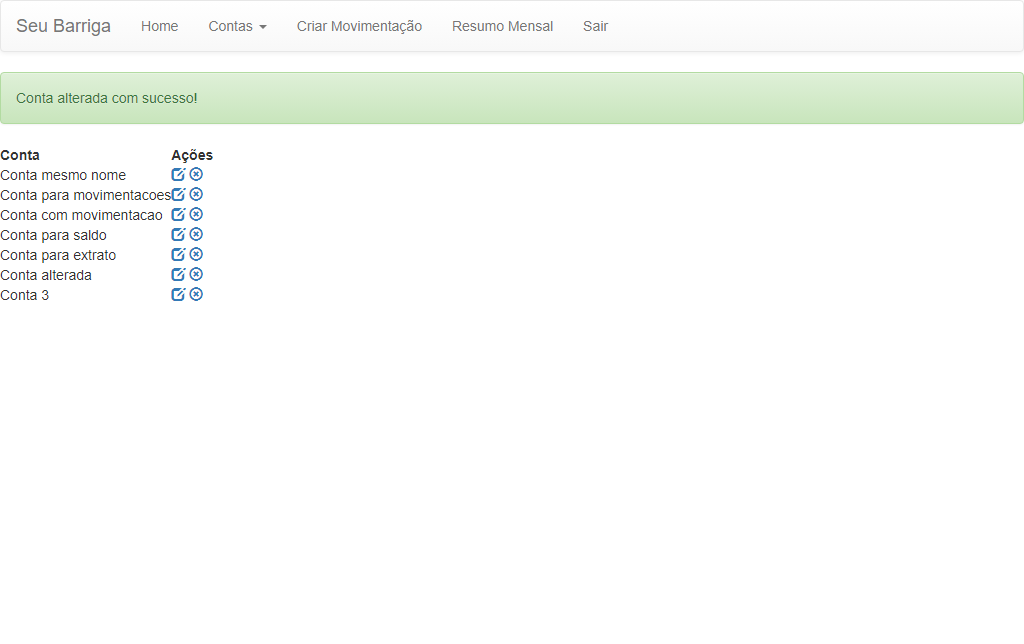 Seu Barriga Home Contas Criar Movimentação Resumo Mensal Sair
Conta alterada com sucesso!
Conta Ações
Conta mesmo nome
Conta para movimentacoes
Conta com movimentacao
Conta para saldo
Conta para extrato
Conta alterada
Conta 3